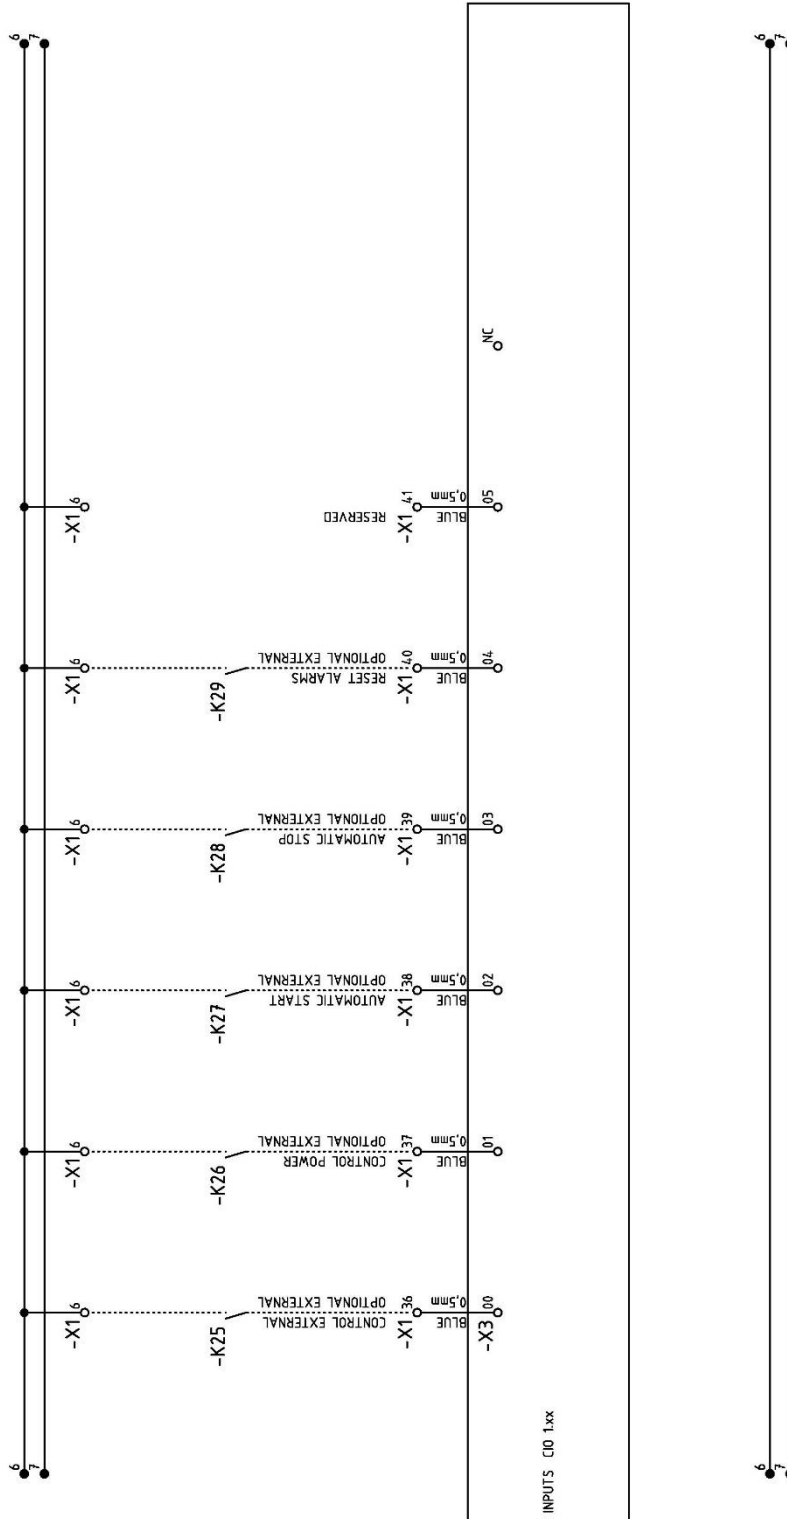 6
6
7
7
-X1 6
-X1 6
-X1 6
-X1 6
-X1 6
-X1 6
-K25
-K26
-K27
-K28
-K29
CONTROL EXTERNAL
OPTIONAL EXTERNAL
CONTROL POWER
OPTIONAL EXTERNAL
AUTOMATIC START
OPTIONAL EXTERNAL
AUTOMATIC STOP
OPTIONAL EXTERNAL
RESET ALARMS
OPTIONAL EXTERNAL
RESERVED
-X1 36
-X1 37
-X1 38
-X1 39
-X1 40
-X1 41
BLUE
0,5mm
BLUE
0,5mm
BLUE
0,5mm
BLUE
0,5mm
BLUE
0,5mm
BLUE
0,5mm
-X3 00
01
02
03
04
05
NC
INPUTS CIO 1.xx
6
6
7
7